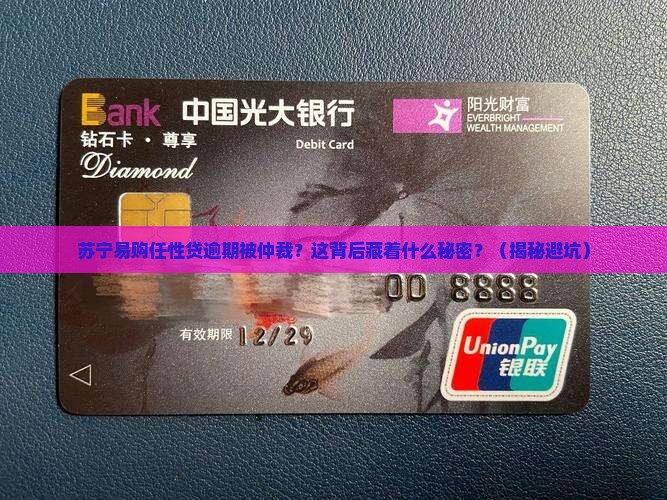 Bank 中国光大银行
阳光财富
EVERBRIGHT
WEALTH MANAGEMENT
钻石卡 · 尊享
Debit Card
Diamond
苏宁易购任性贷逾期被仲裁？这背后藏着什么秘密？（揭秘避坑）
00 8888
有效期限 12/29
UnionPay
银联